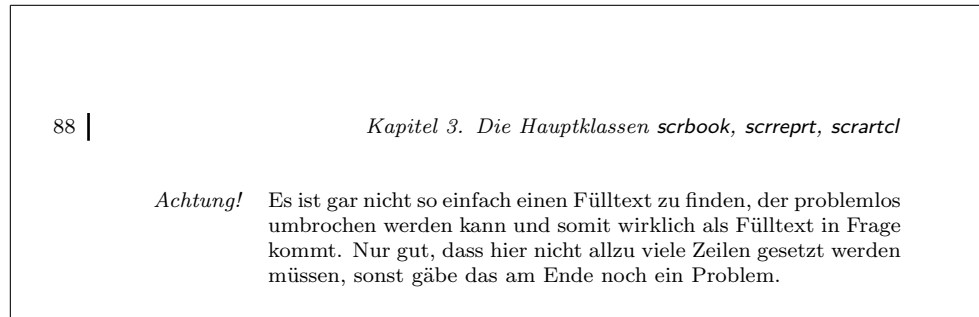 88 Kapitel 3. Die Hauptklassen scrbook, scrreprt, scrartcl
Achtung! Es ist gar nicht so einfach einen Fülltext zu finden, der problemlos
umbrochen werden kann und somit wirklich als Fülltext in Frage
kommt. Nur gut, dass hier nicht allzu viele Zeilen gesetzt werden
müssen, sonst gäbe das am Ende noch ein Problem.